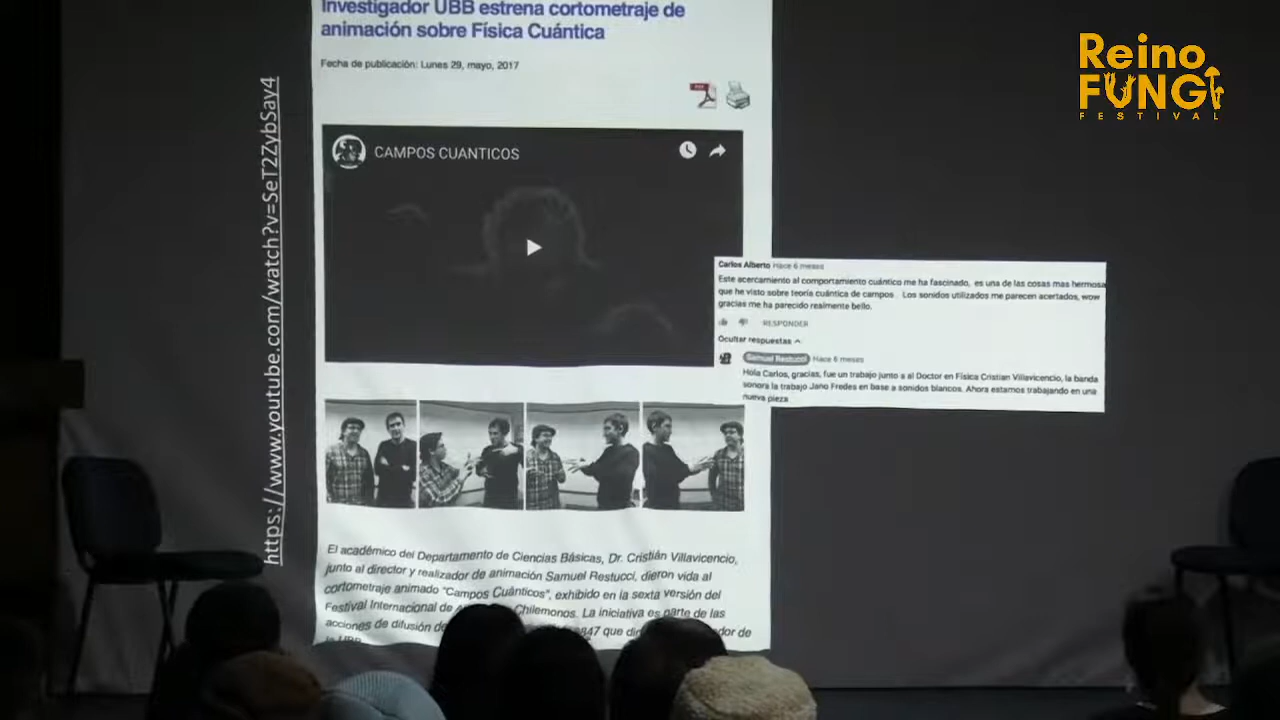 Investigador UBB estrena cortometraje de
animación sobre Física Cuántica
Fecha de publicación: Lunes 29, mayo, 2017
PDF
CAMPOS CUANTICOS
https://www.youtube.com/watch?v=SeT2ZybSay4
Carlos Alberto Hace 6 meses
Este acercamiento al comportamiento cuántico me ha fascinado, es una de las cosas mas hermosa
que he visto sobre teoría cuántica de campos . Los sonidos utilizados me parecen acertados, wow
gracias me ha parecido realmente bello.
RESPONDER
Ocultar respuestas
Samuel Restucci Hace 6 meses
Hola Carlos, gracias, fue un trabajo junto a al Doctor en Física Cristian Villavicencio, la banda
sonora la trabajo Jano Fredes en base a sonidos blancos. Ahora estamos trabajando en una
nueva pieza
El académico del Departamento de Ciencias Básicas, Dr. Cristián Villavicencio,
junto al director y realizador de animación Samuel Restucci, dieron vida al
cortometraje animado "Campos Cuánticos", exhibido en la sexta versión del
Festival Internacional de Chilemonos. La iniciativa es parte de las
acciones de difusión 847 que de
la UBB
Reino
FUNGI
FESTIVAL